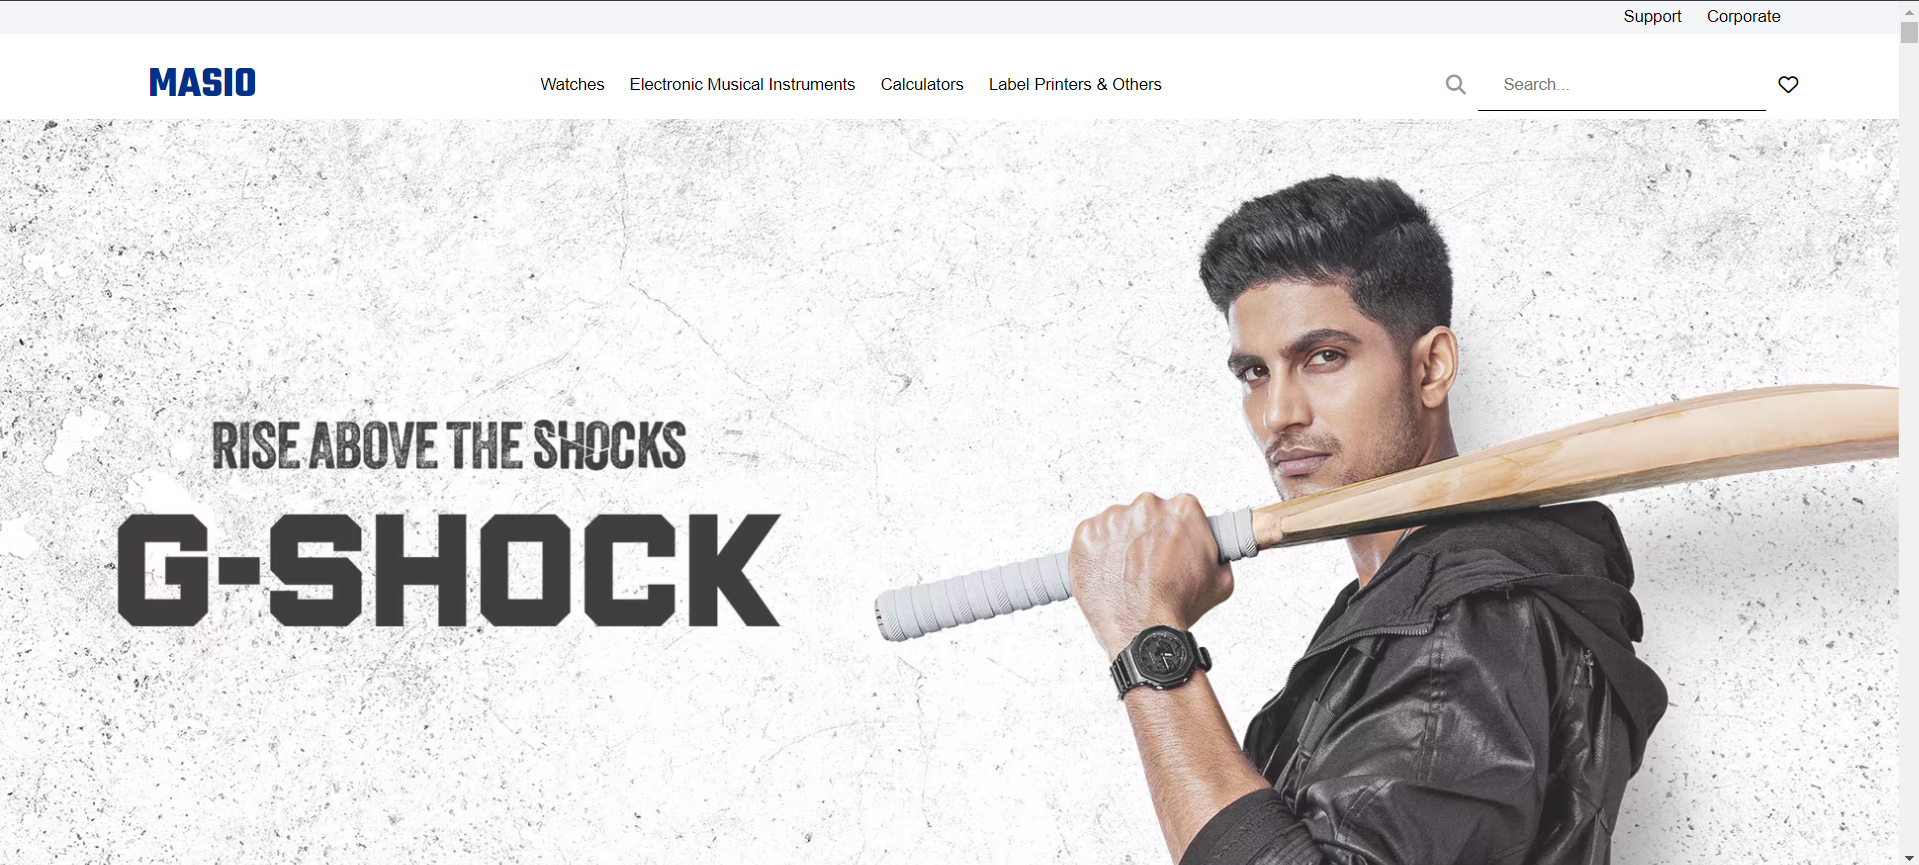 Support Corporate
MASIO Watches Electronic Musical Instruments Calculators Label Printers & Others Search...
RISE ABOVE THE SHOCKS
G-SHOCK